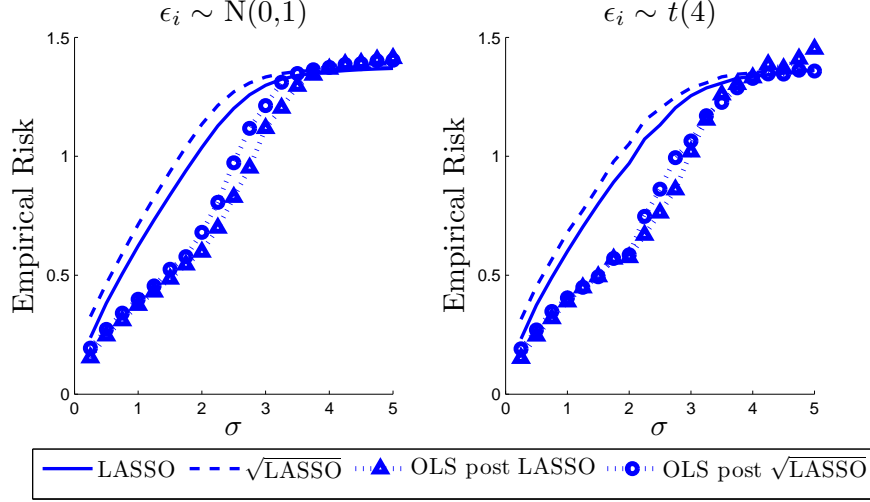 ϵᵢ ∼ N(0,1)
1.5
1
0.5
0
0 1 2 3 4 5
Empirical Risk
σ
ϵᵢ ∼ t(4)
1.5
1
0.5
0
0 1 2 3 4 5
Empirical Risk
σ
LASSO √LASSO OLS post LASSO OLS post √LASSO